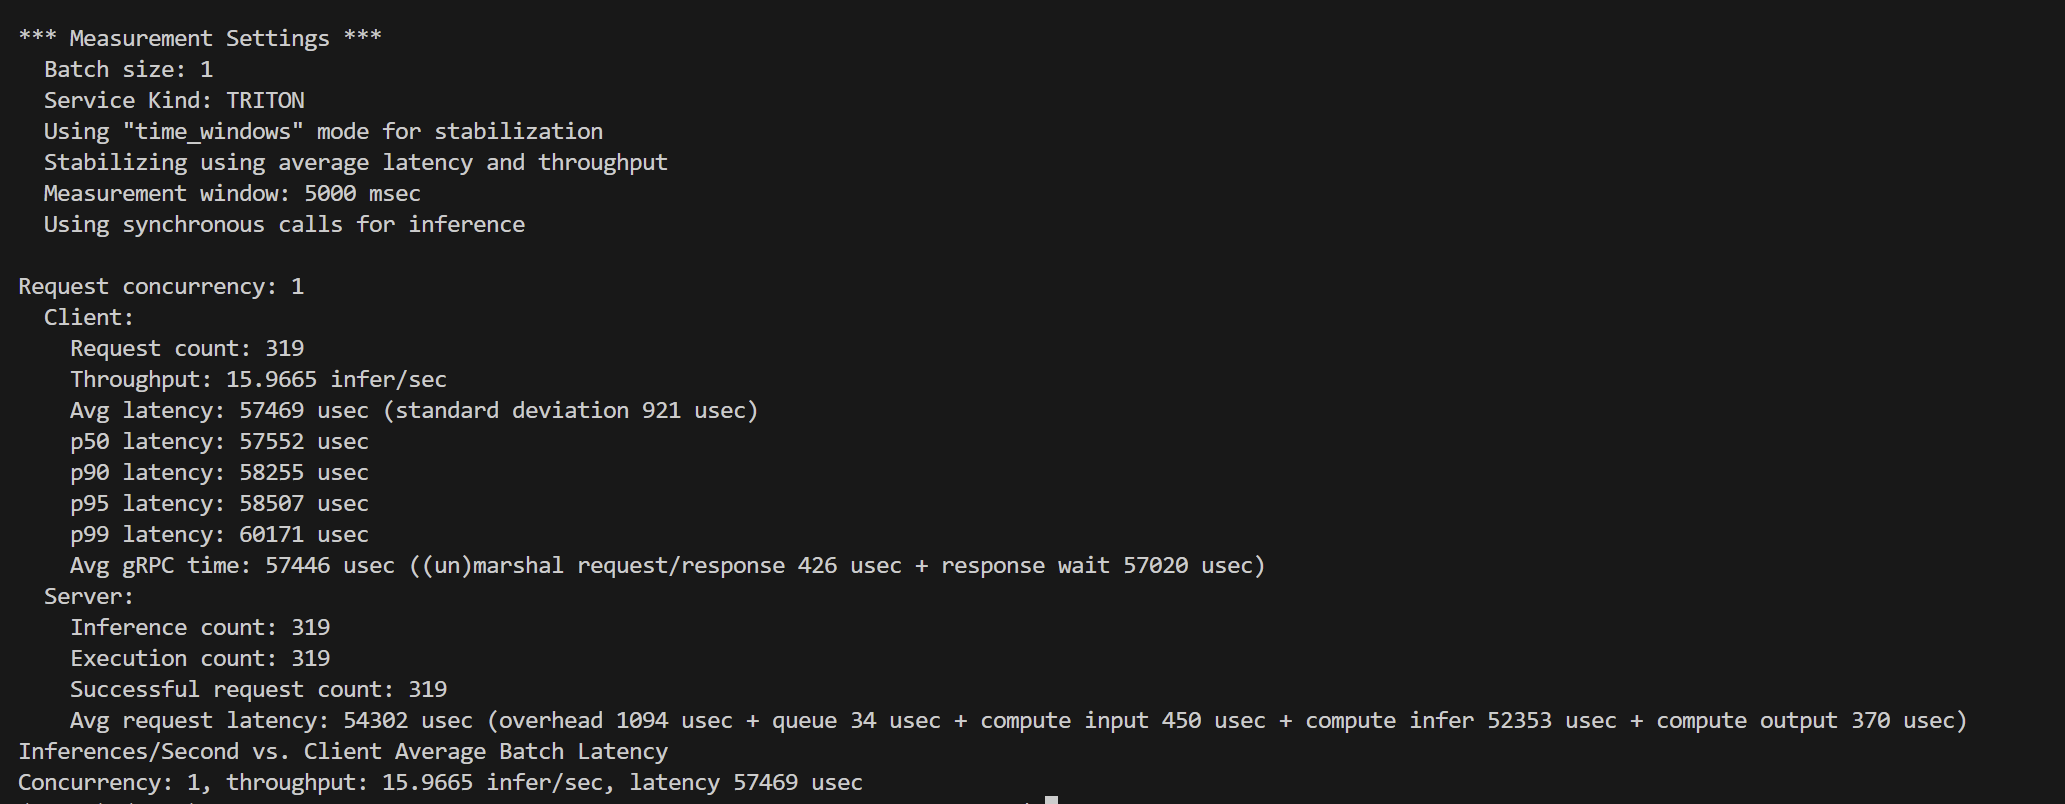 *** Measurement Settings ***
Batch size: 1
Service Kind: TRITON
Using "time_windows" mode for stabilization
Stabilizing using average latency and throughput
Measurement window: 5000 msec
Using synchronous calls for inference
Request concurrency: 1
Client:
Request count: 319
Throughput: 15.9665 infer/sec
Avg latency: 57469 usec (standard deviation 921 usec)
p50 latency: 57552 usec
p90 latency: 58255 usec
p95 latency: 58507 usec
p99 latency: 60171 usec
Avg gRPC time: 57446 usec ((un)marshal request/response 426 usec + response wait 57020 usec)
Server:
Inference count: 319
Execution count: 319
Successful request count: 319
Avg request latency: 54302 usec (overhead 1094 usec + queue 34 usec + compute input 450 usec + compute infer 52353 usec + compute output 370 usec)
Inferences/Second vs. Client Average Batch Latency
Concurrency: 1, throughput: 15.9665 infer/sec, latency 57469 usec